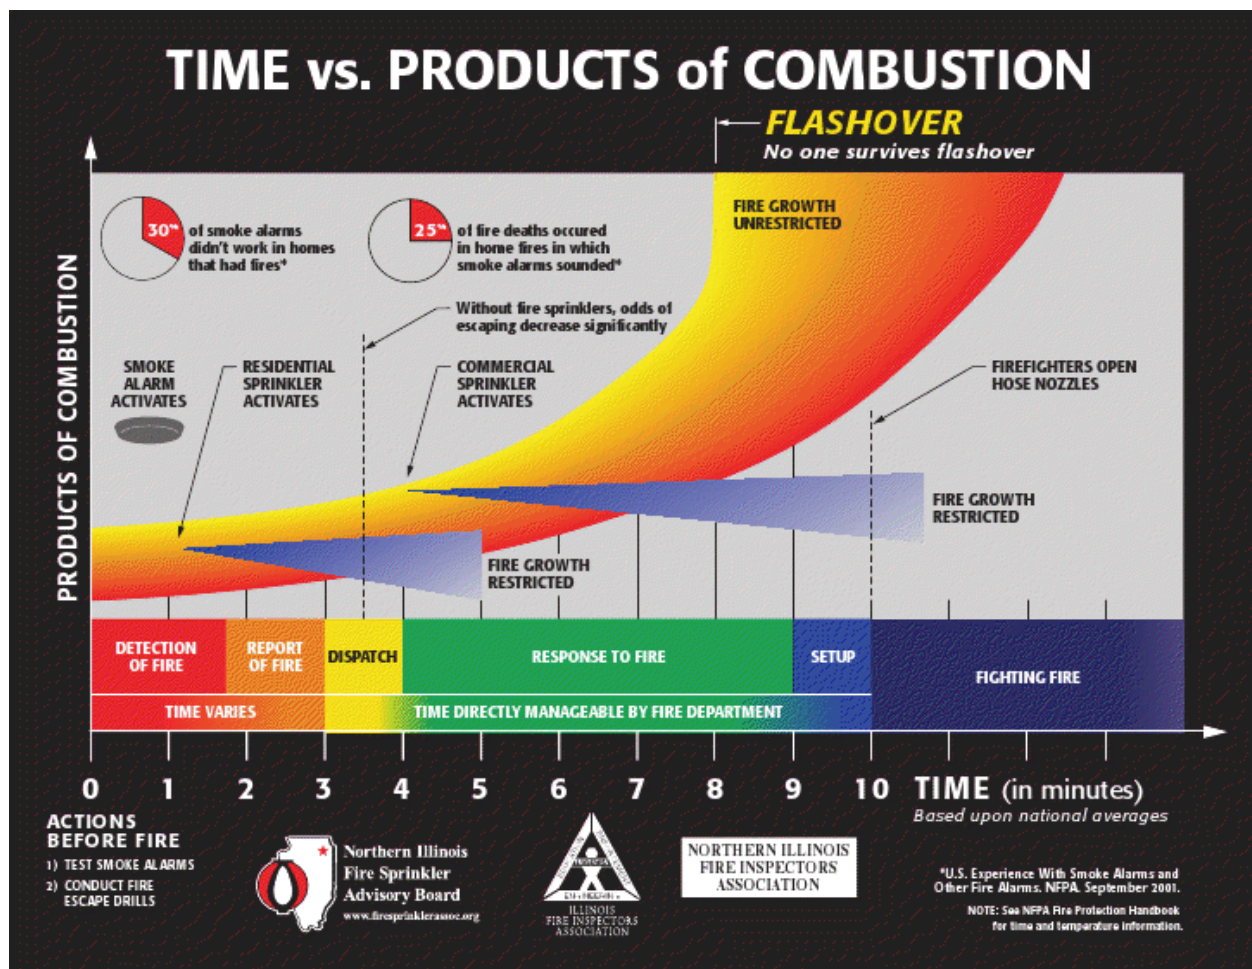 TIME vs. PRODUCTS of COMBUSTION
FLASHOVER
No one survives flashover
PRODUCTS OF COMBUSTION
30%
of smoke alarms
didn't work in homes
that had fires*
25%
of fire deaths occured
in home fires in which
smoke alarms sounded*
FIRE GROWTH
UNRESTRICTED
Without fire sprinklers, odds of
escaping decrease significantly
SMOKE
ALARM
ACTIVATES
RESIDENTIAL
SPRINKLER
ACTIVATES
COMMERCIAL
SPRINKLER
ACTIVATES
FIREFIGHTERS OPEN
HOSE NOZZLES
FIRE GROWTH
RESTRICTED
FIRE GROWTH
RESTRICTED
DETECTION
OF FIRE
REPORT
OF FIRE
DISPATCH
RESPONSE TO FIRE
SETUP
FIGHTING FIRE
TIME VARIES
TIME DIRECTLY MANAGEABLE BY FIRE DEPARTMENT
0 1 2 3 4 5 6 7 8 9 10
TIME (in minutes)
Based upon national averages
ACTIONS
BEFORE FIRE
1) TEST SMOKE ALARMS
2) CONDUCT FIRE
ESCAPE DRILLS
Northern Illinois
Fire Sprinkler
Advisory Board
www.firesprinklerassoc.org
ILLINOIS
FIRE INSPECTORS
ASSOCIATION
NORTHERN ILLINOIS
FIRE INSPECTORS
ASSOCIATION
*U.S. Experience With Smoke Alarms and
Other Fire Alarms. NFPA. September 2001.
NOTE: See NFPA Fire Protection Handbook
for time and temperature information.